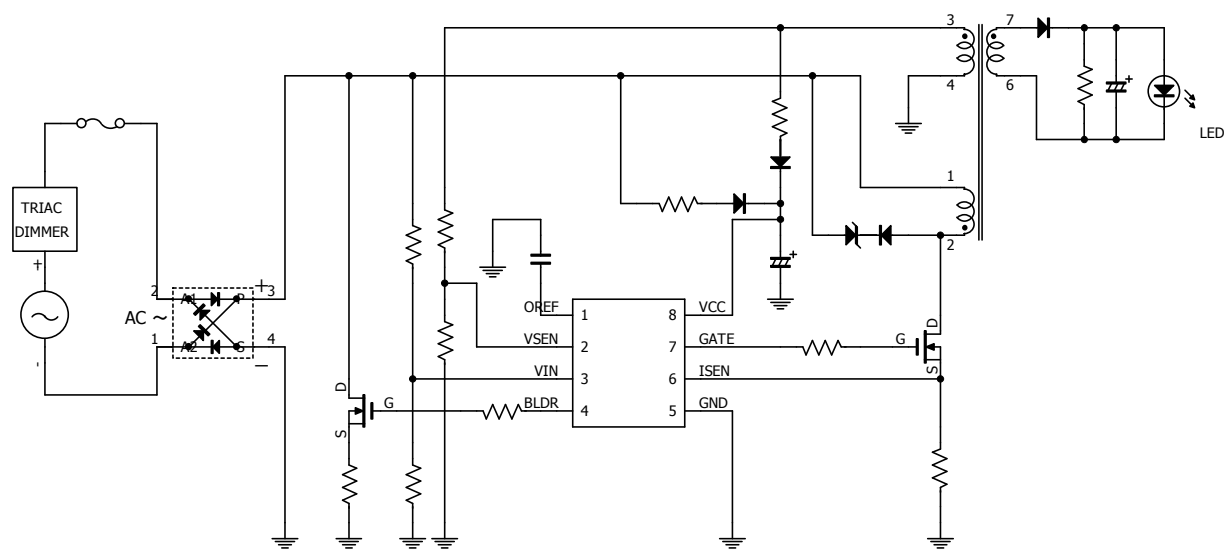 3
7
4
6
LED
1
2
TRIAC
DIMMER
+
-
AC ~
2
1
A1
A2
P
S
+
3
4
−
D
G
S
OREF
VSEN
VIN
BLDR
1
2
3
4
8
7
6
5
VCC
GATE
ISEN
GND
G
D
S
+
+